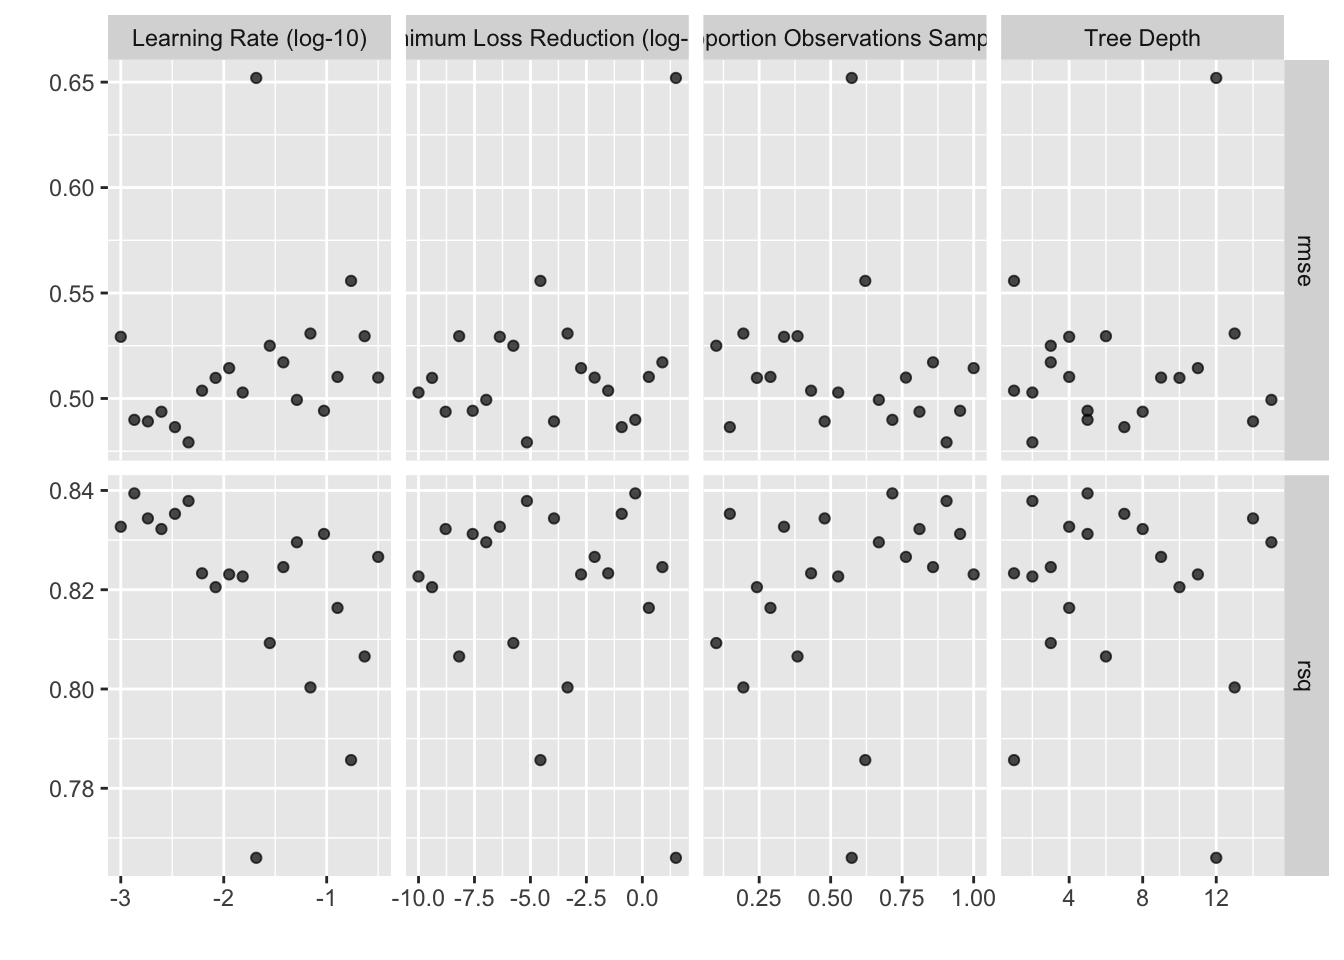 Learning Rate (log-10)
nimum Loss Reduction (log-
portion Observations Samp
Tree Depth
0.65
0.60
0.55
0.50
rmse
0.84
0.82
0.80
0.78
rsq
-3 -2 -1
-10.0 -7.5 -5.0 -2.5 0.0
0.25 0.50 0.75 1.00
4 8 12